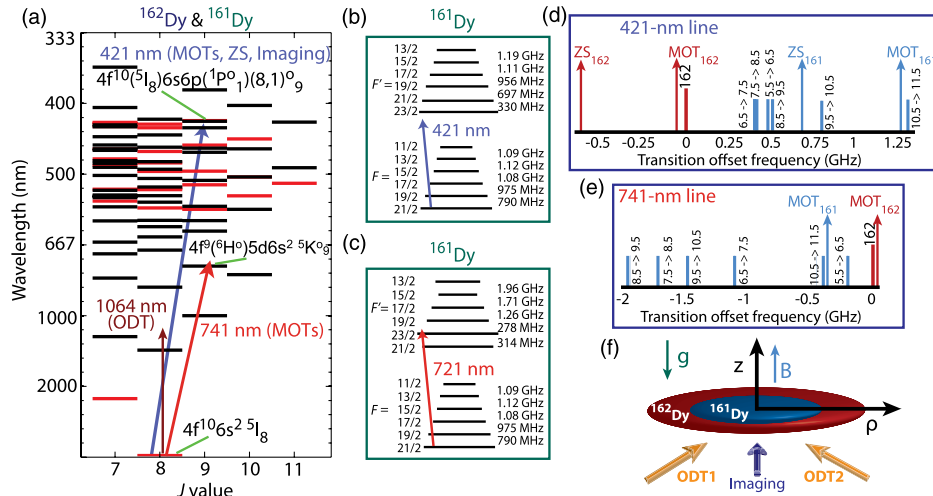 (a) ¹⁶²Dy & ¹⁶¹Dy
333
400
500
667
1000
2000
Wavelength (nm)
421 nm (MOTs, ZS, Imaging)
4f¹⁰(⁵I₈)6s6p(¹Pᵒ₁)(8,1)ᵒ₉
4f⁹(⁶Hᵒ)5d6s² ⁵Kᵒ₉
1064 nm
(ODT)
741 nm (MOTs)
4f¹⁰6s² ⁵I₈
7 8 9 10 11
J value
(b) ¹⁶¹Dy
13/2
15/2 1.19 GHz
17/2 1.11 GHz
F'= 19/2 956 MHz
21/2 697 MHz
23/2 330 MHz
421 nm
11/2
13/2 1.09 GHz
15/2 1.12 GHz
F = 17/2 1.08 GHz
19/2 975 MHz
21/2 790 MHz
(c) ¹⁶¹Dy
13/2
15/2 1.96 GHz
17/2 1.71 GHz
F'= 19/2 1.26 GHz
23/2 278 MHz
21/2 314 MHz
721 nm
11/2
13/2 1.09 GHz
15/2 1.12 GHz
F = 17/2 1.08 GHz
19/2 975 MHz
21/2 790 MHz
(d) 421-nm line
ZS₁₆₂ MOT₁₆₂ ZS₁₆₁ MOT₁₆₁
162
6.5 -> 7.5
7.5 -> 8.5
5.5 -> 6.5
8.5 -> 9.5
9.5 -> 10.5
10.5 -> 11.5
-0.5 -0.25 0 0.25 0.5 0.75 1 1.25
Transition offset frequency (GHz)
(e) 741-nm line
MOT₁₆₁ MOT₁₆₂
8.5 -> 9.5
7.5 -> 8.5
9.5 -> 10.5
6.5 -> 7.5
10.5 -> 11.5
5.5 -> 6.5
162
-2 -1.5 -1 -0.5 0
Transition offset frequency (GHz)
(f)
g z B
¹⁶²Dy ¹⁶¹Dy
ρ
ODT1 Imaging ODT2